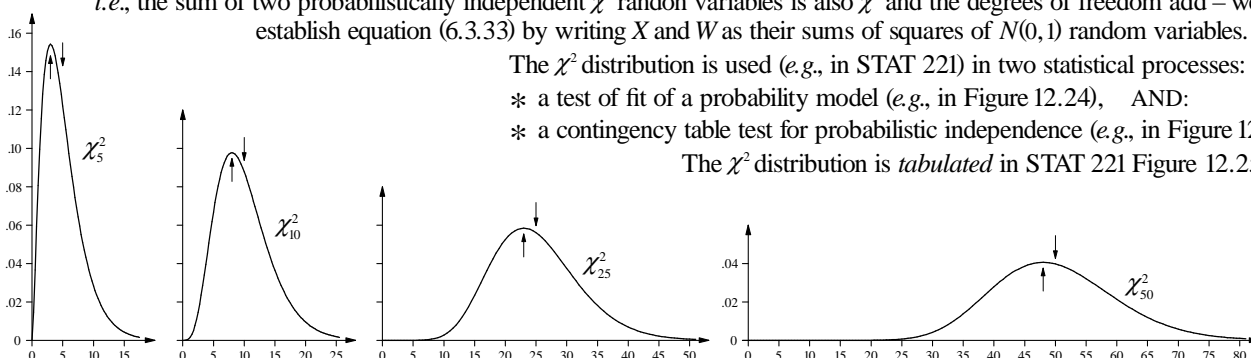 i.e., the sum of two probabilistically independent χ² random variables is also χ² and the degrees of freedom add –
establish equation (6.3.33) by writing X and W as their sums of squares of N(0, 1) random variables.
The χ² distribution is used (e.g., in STAT 221) in two statistical processes:
* a test of fit of a probability model (e.g., in Figure 12.24), AND:
* a contingency table test for probabilistic independence (e.g., in Figure
The χ² distribution is tabulated in STAT 221 Figure
.16
.14
.10
.08
.06
.04
.02
0
0 5 10 15
χ²₅
0 5 10 15 20 25
χ²₁₀
0 5 10 15 20 25 30 35 40 45 50
χ²₂₅
.04
.02
0
0 5 10 15 20 25 30 35 40 45 50 55 60 65 70 75 80
χ²₅₀